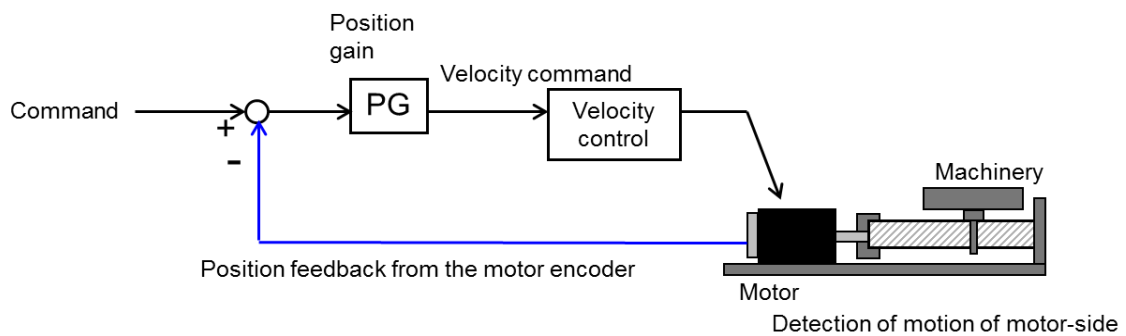 Position
gain
Velocity command
Command
PG
Velocity
control
+
-
Machinery
Position feedback from the motor encoder
Motor
Detection of motion of motor-side